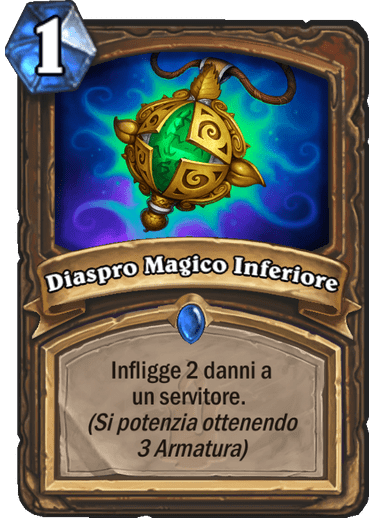 1
Diaspro Magico Inferiore
Infligge 2 danni a
un servitore.
(Si potenzia ottenendo
3 Armatura)